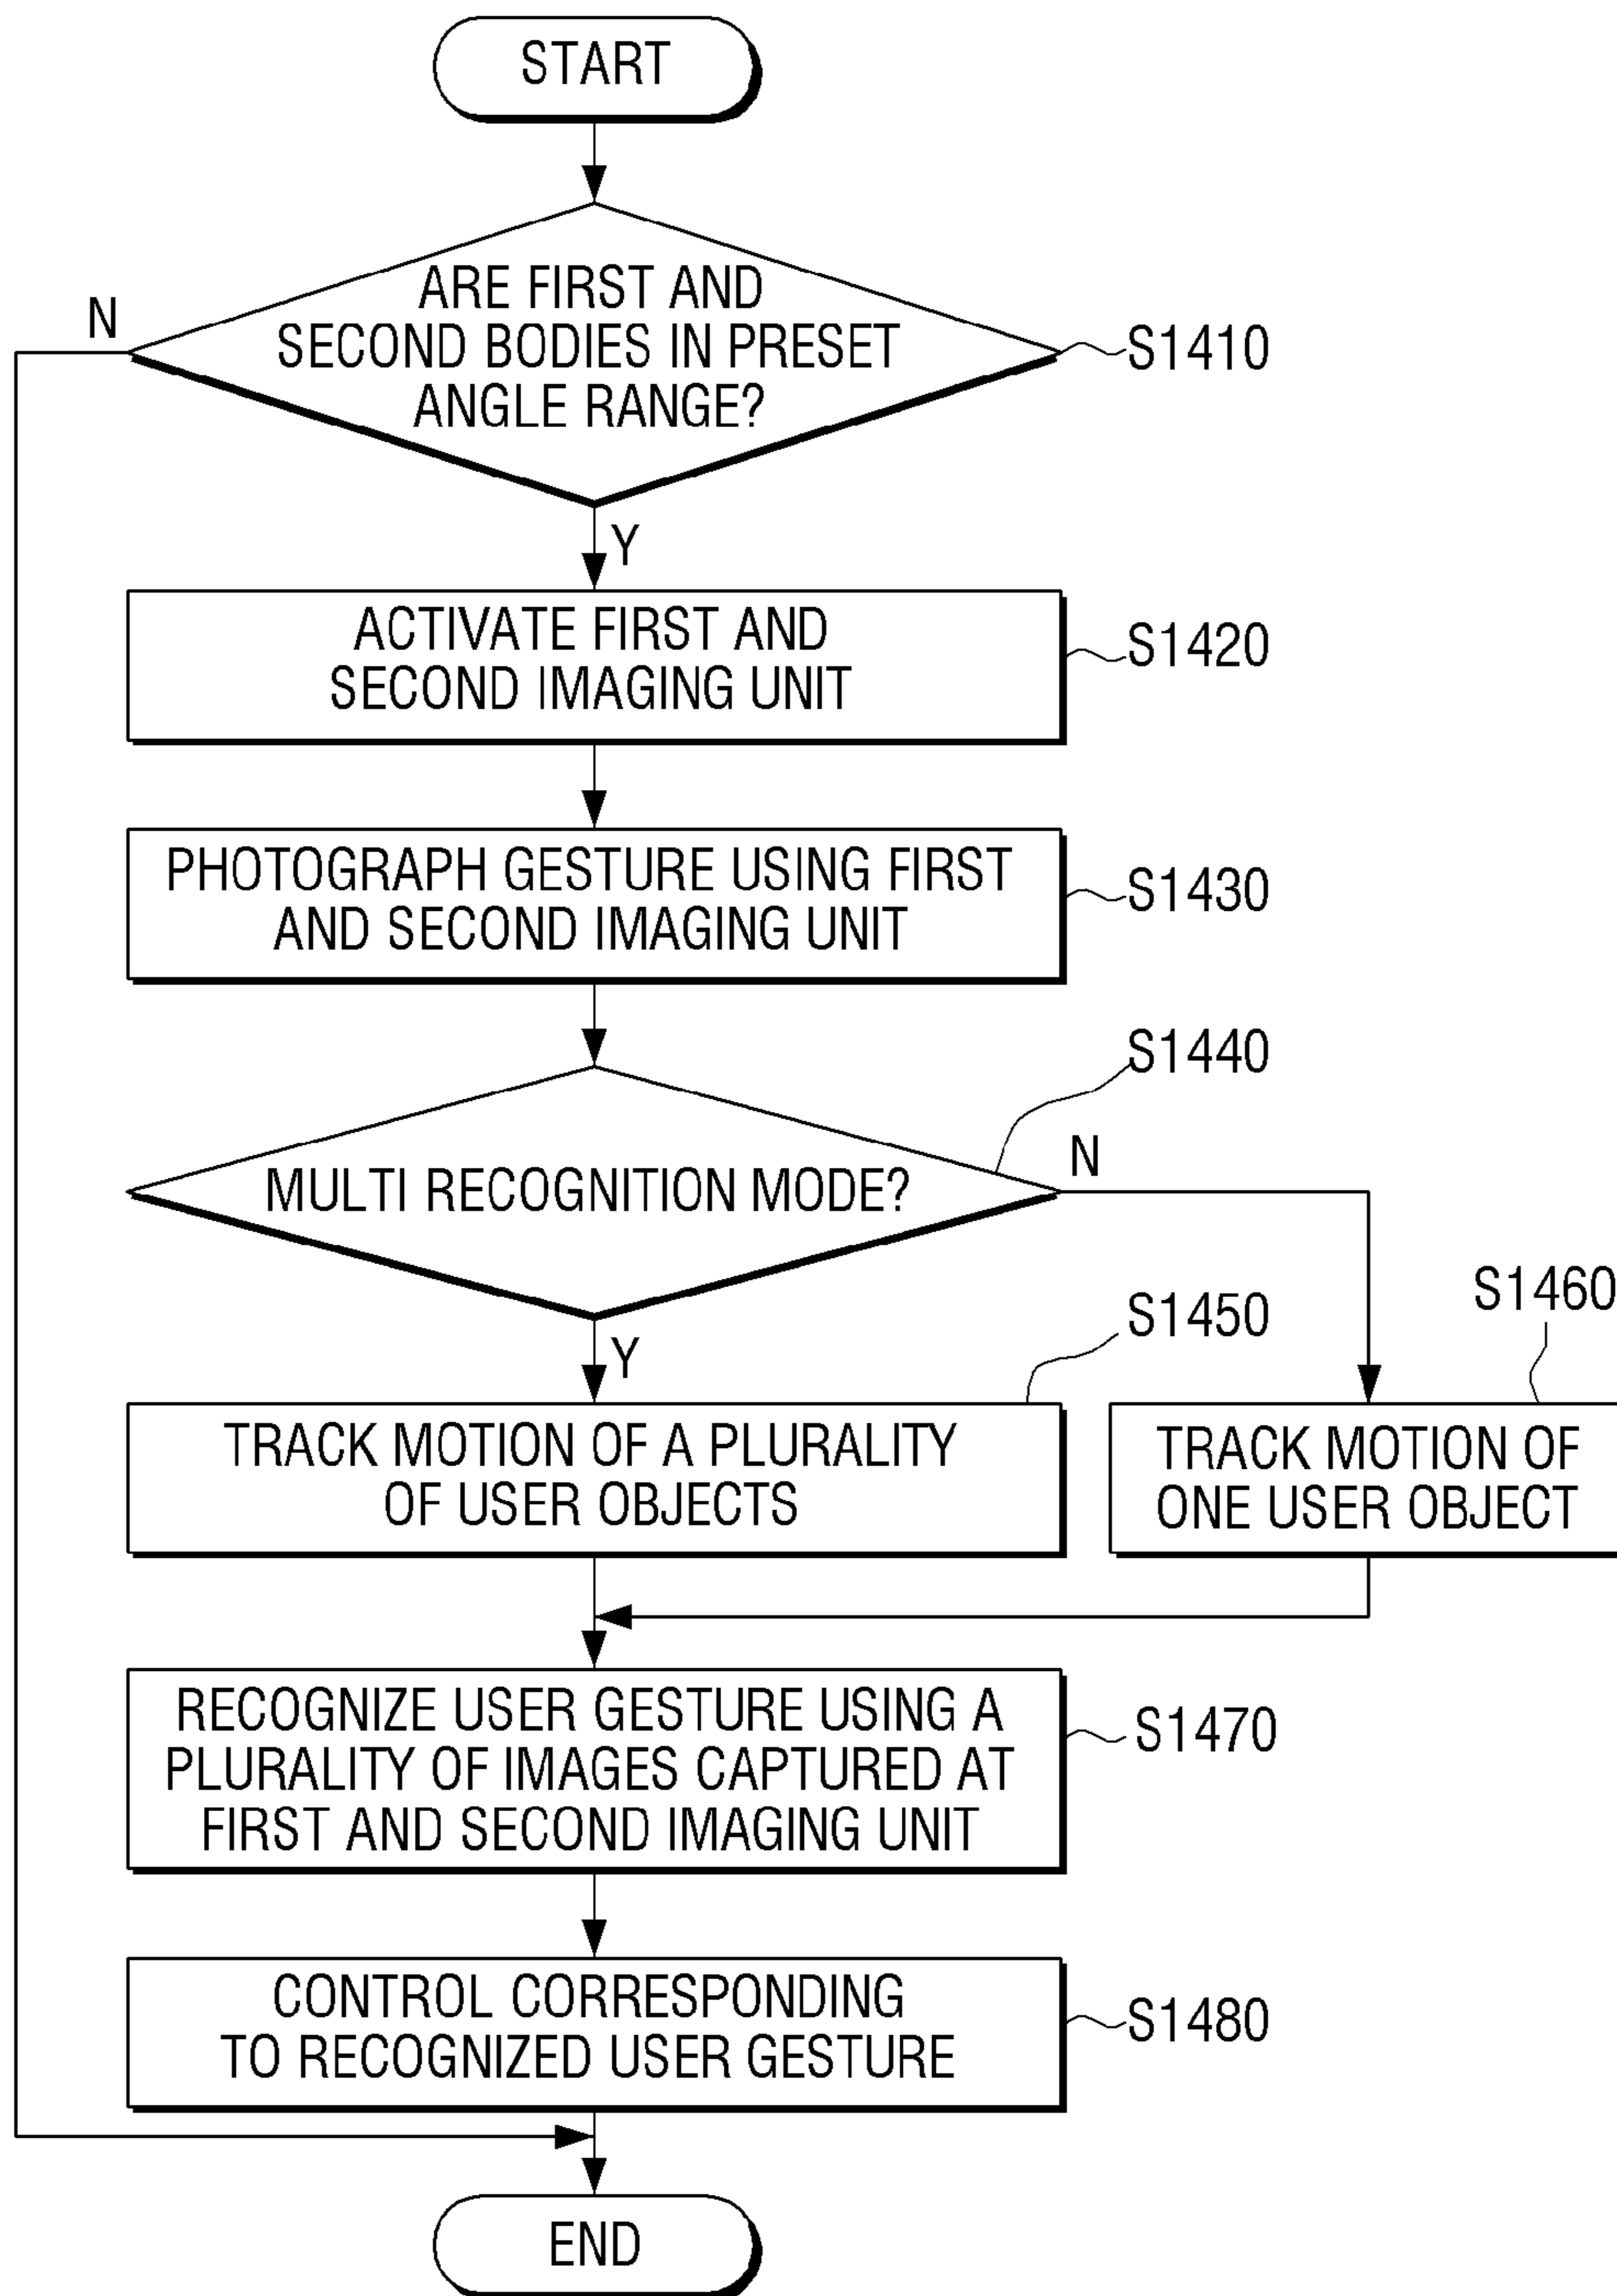 START
ARE FIRST AND
SECOND BODIES IN PRESET
ANGLE RANGE?
N
S1410
Y
ACTIVATE FIRST AND
SECOND IMAGING UNIT
S1420
PHOTOGRAPH GESTURE USING FIRST
AND SECOND IMAGING UNIT
S1430
S1440
MULTI RECOGNITION MODE?
N
Y
S1450
S1460
TRACK MOTION OF A PLURALITY
OF USER OBJECTS
TRACK MOTION OF
ONE USER OBJECT
RECOGNIZE USER GESTURE USING A
PLURALITY OF IMAGES CAPTURED AT
FIRST AND SECOND IMAGING UNIT
S1470
CONTROL CORRESPONDING
TO RECOGNIZED USER GESTURE
S1480
END